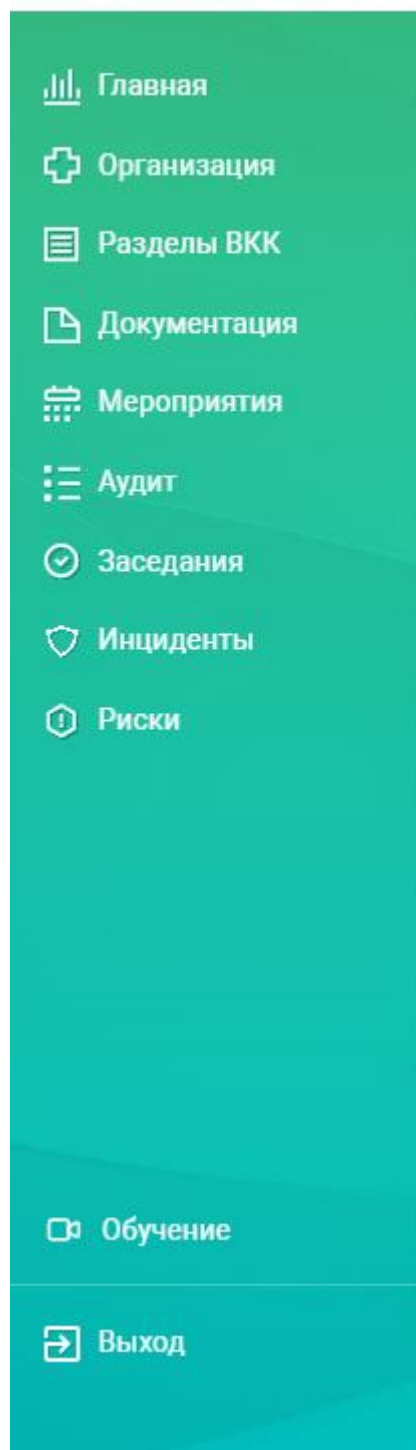 Главная
Организация
Разделы ВКК
Документация
Мероприятия
Аудит
Заседания
Инциденты
Риски
Обучение
Выход